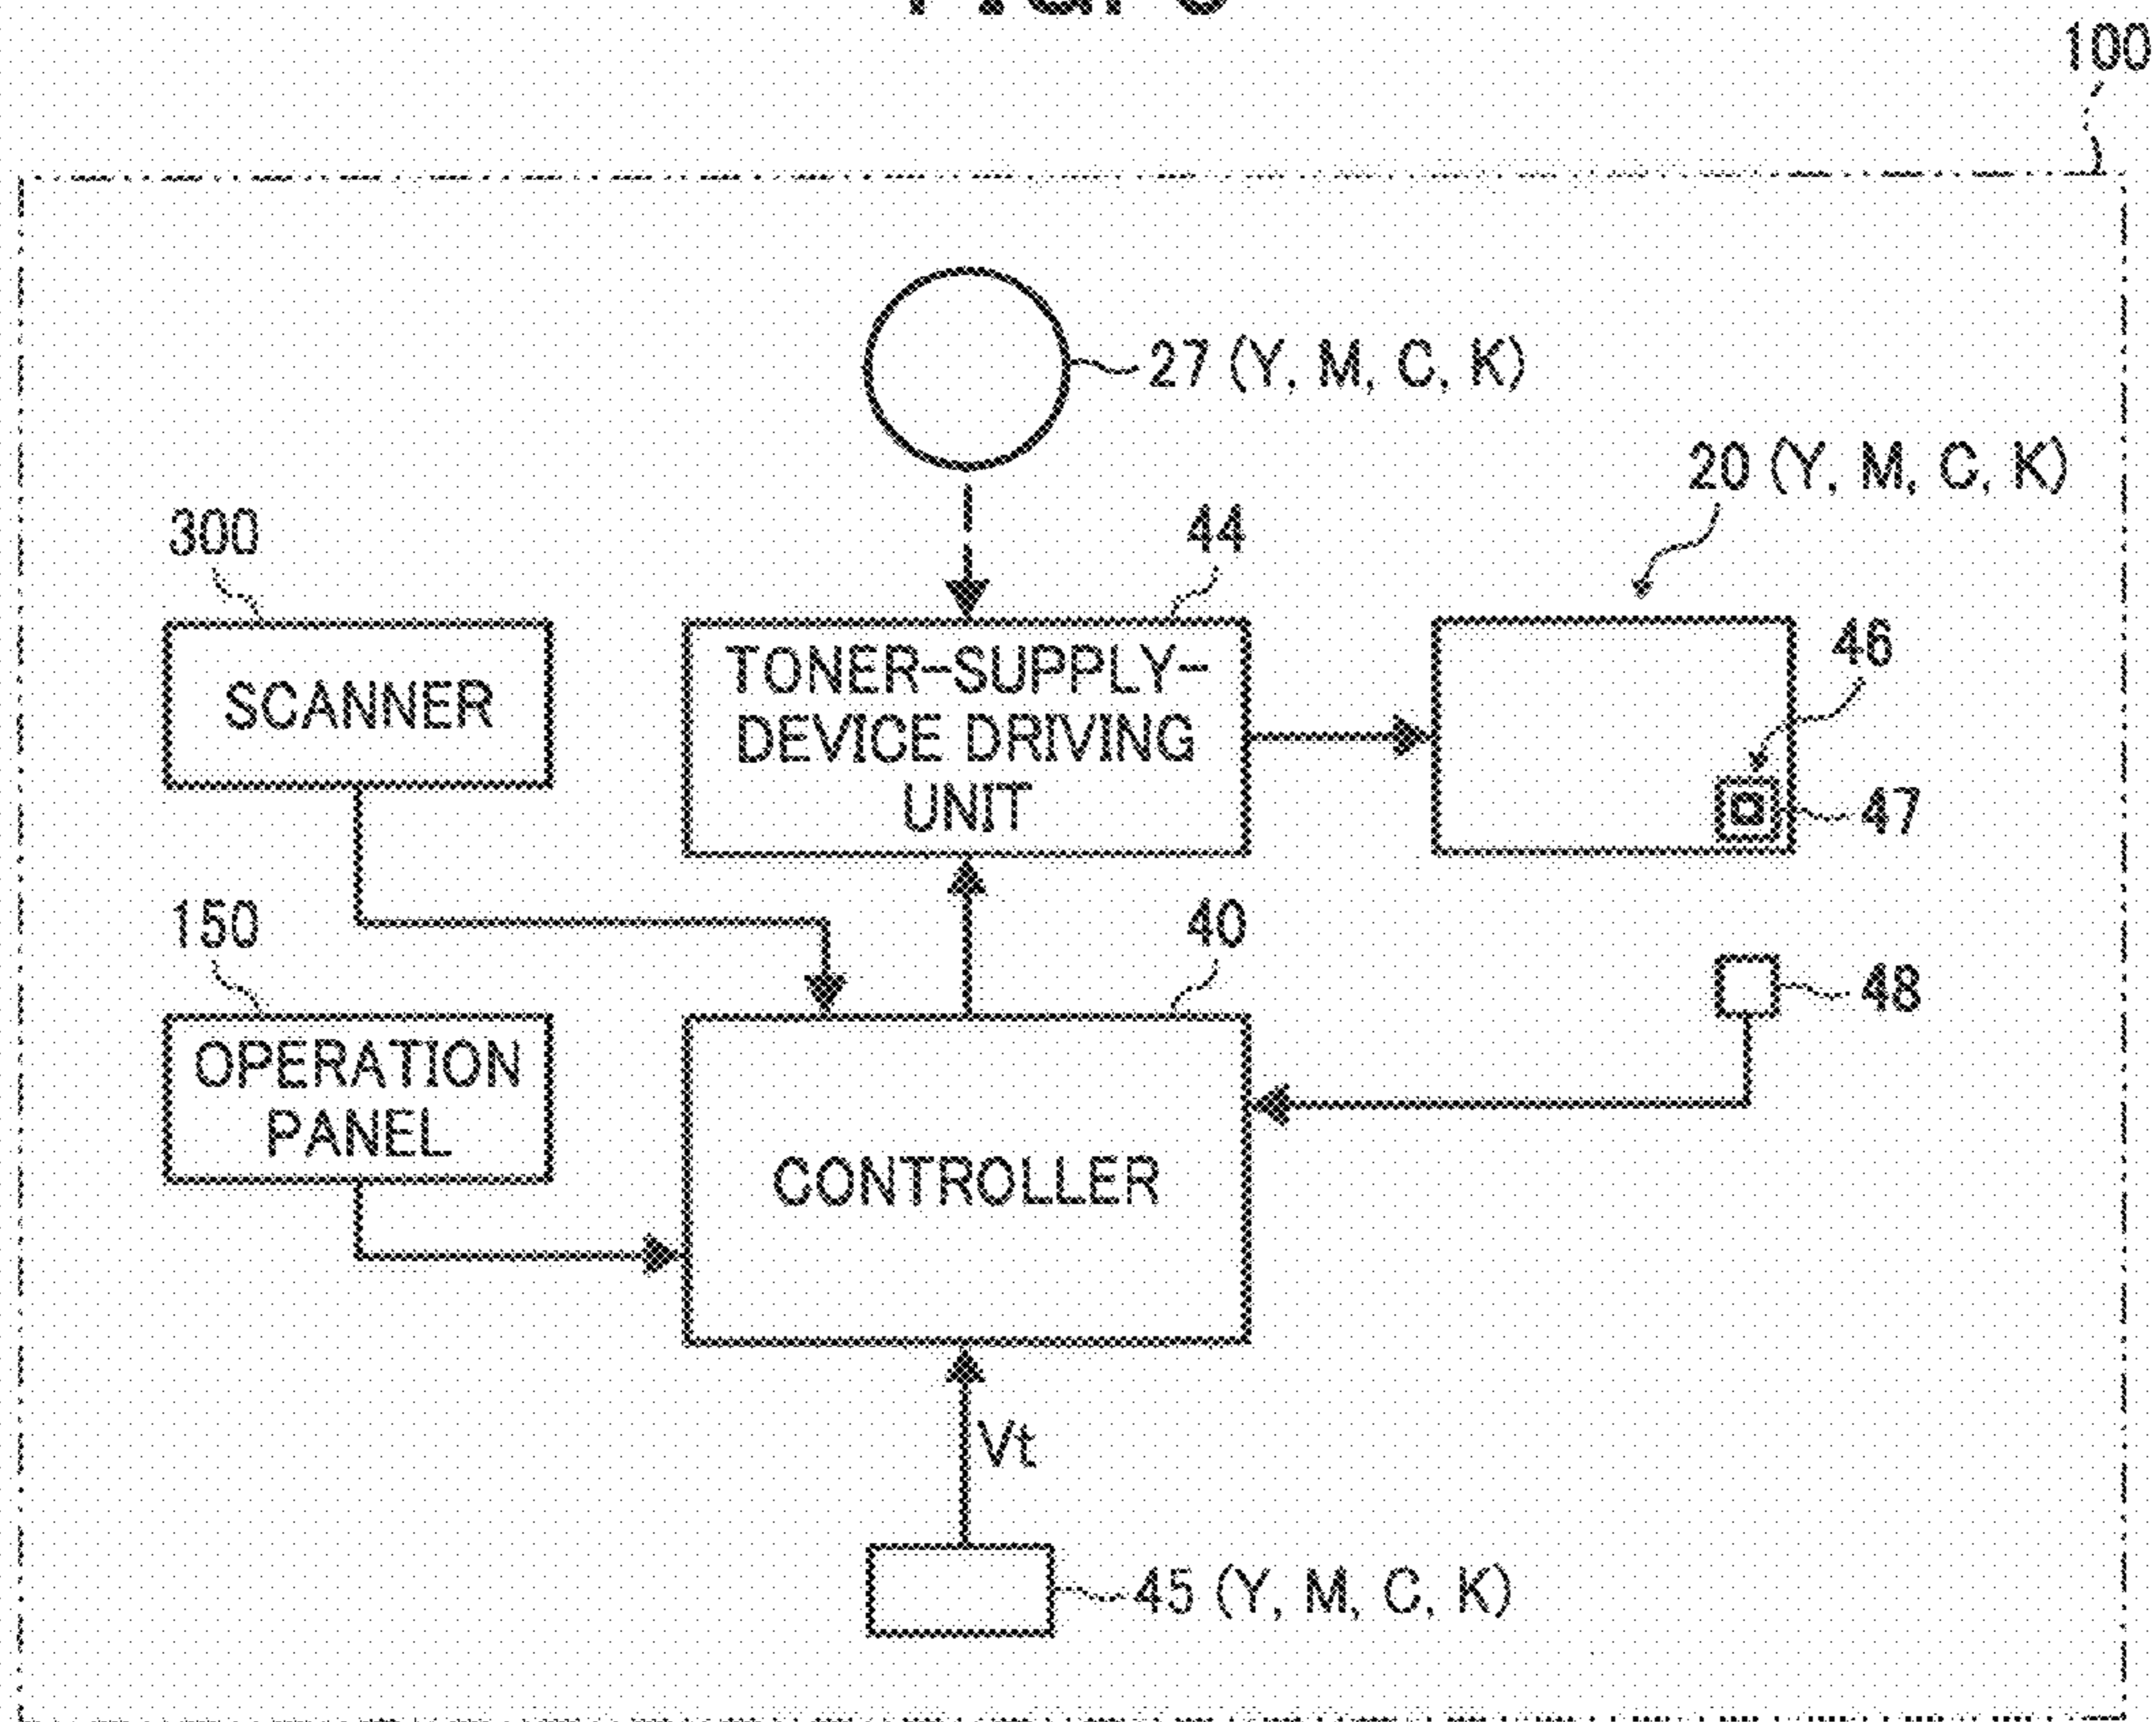 100
27 (Y, M, C, K)
20 (Y, M, C, K)
300
44
46
SCANNER
TONER-SUPPLY-
DEVICE DRIVING
UNIT
47
150
40
48
OPERATION
PANEL
CONTROLLER
Vt
45 (Y, M, C, K)